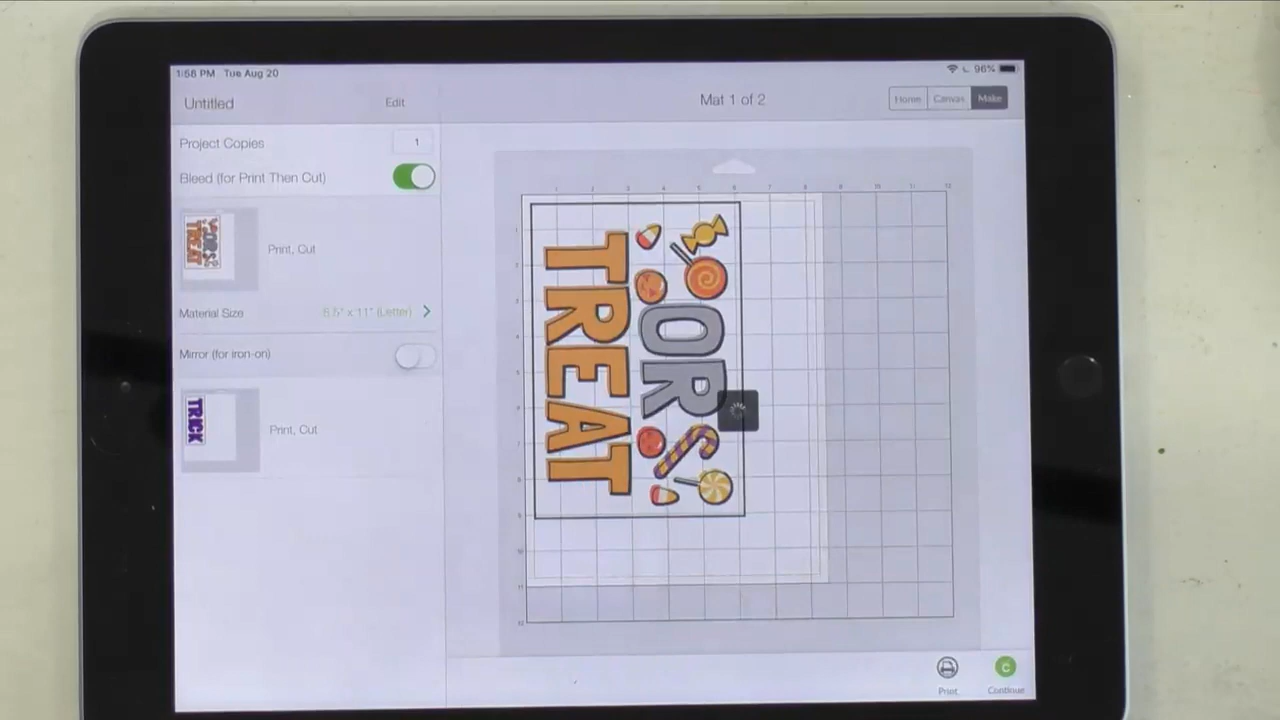 1:58 PM Tue Aug 20
96%
Untitled
Edit
Mat 1 of 2
Home
Canvas
Make
Project Copies
1
Bleed (for Print Then Cut)
Print, Cut
Material Size
8.5" x 11" (Letter)
Mirror (for iron-on)
Print, Cut
TREAT
OR
TRICK
Print
C
Continue